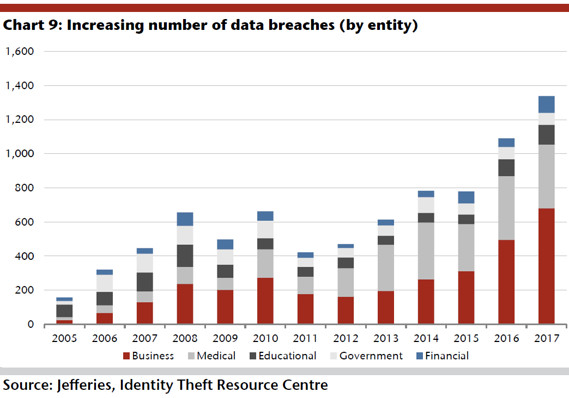 Chart 9: Increasing number of data breaches (by entity)
1,600
1,400
1,200
1,000
800
600
400
200
0
2005 2006 2007 2008 2009 2010 2011 2012 2013 2014 2015 2016 2017
Business Medical Educational Government Financial
Source: Jefferies, Identity Theft Resource Centre